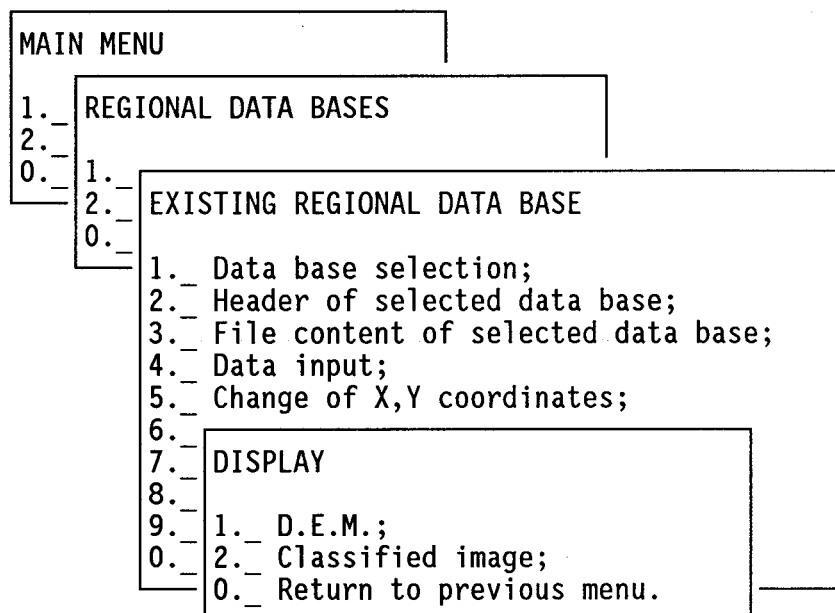 MAIN MENU
1._
2._
0._
REGIONAL DATA BASES
1._
2._
0._
EXISTING REGIONAL DATA BASE
1._ Data base selection;
2._ Header of selected data base;
3._ File content of selected data base;
4._ Data input;
5._ Change of X,Y coordinates;
6._
7._
8._
9._
0._
DISPLAY
1._ D.E.M.;
2._ Classified image;
0._ Return to previous menu.